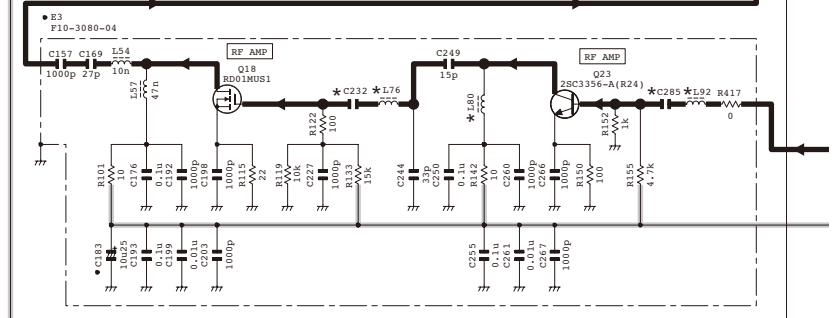 E3
F10-3080-04
C157
C169
L54
1000p
27p
10n
L57
47n
RF AMP
Q18
RD01MUS1
C232
L76
C249
15p
RF AMP
Q23
2SC3356-A(R24)
L80
C285
L92
R417
0
R122
100
R152
1k
R101
10
C176
0.1u
C192
1000p
C198
1000p
R115
22
R119
10k
C227
1000p
R133
15k
C244
33p
C250
0.1u
R142
10
C260
1000p
C266
1000p
R150
100
R155
4.7k
C183
10u25
C193
0.1u
C199
0.01u
C203
1000p
C255
0.1u
C261
0.01u
C267
1000p